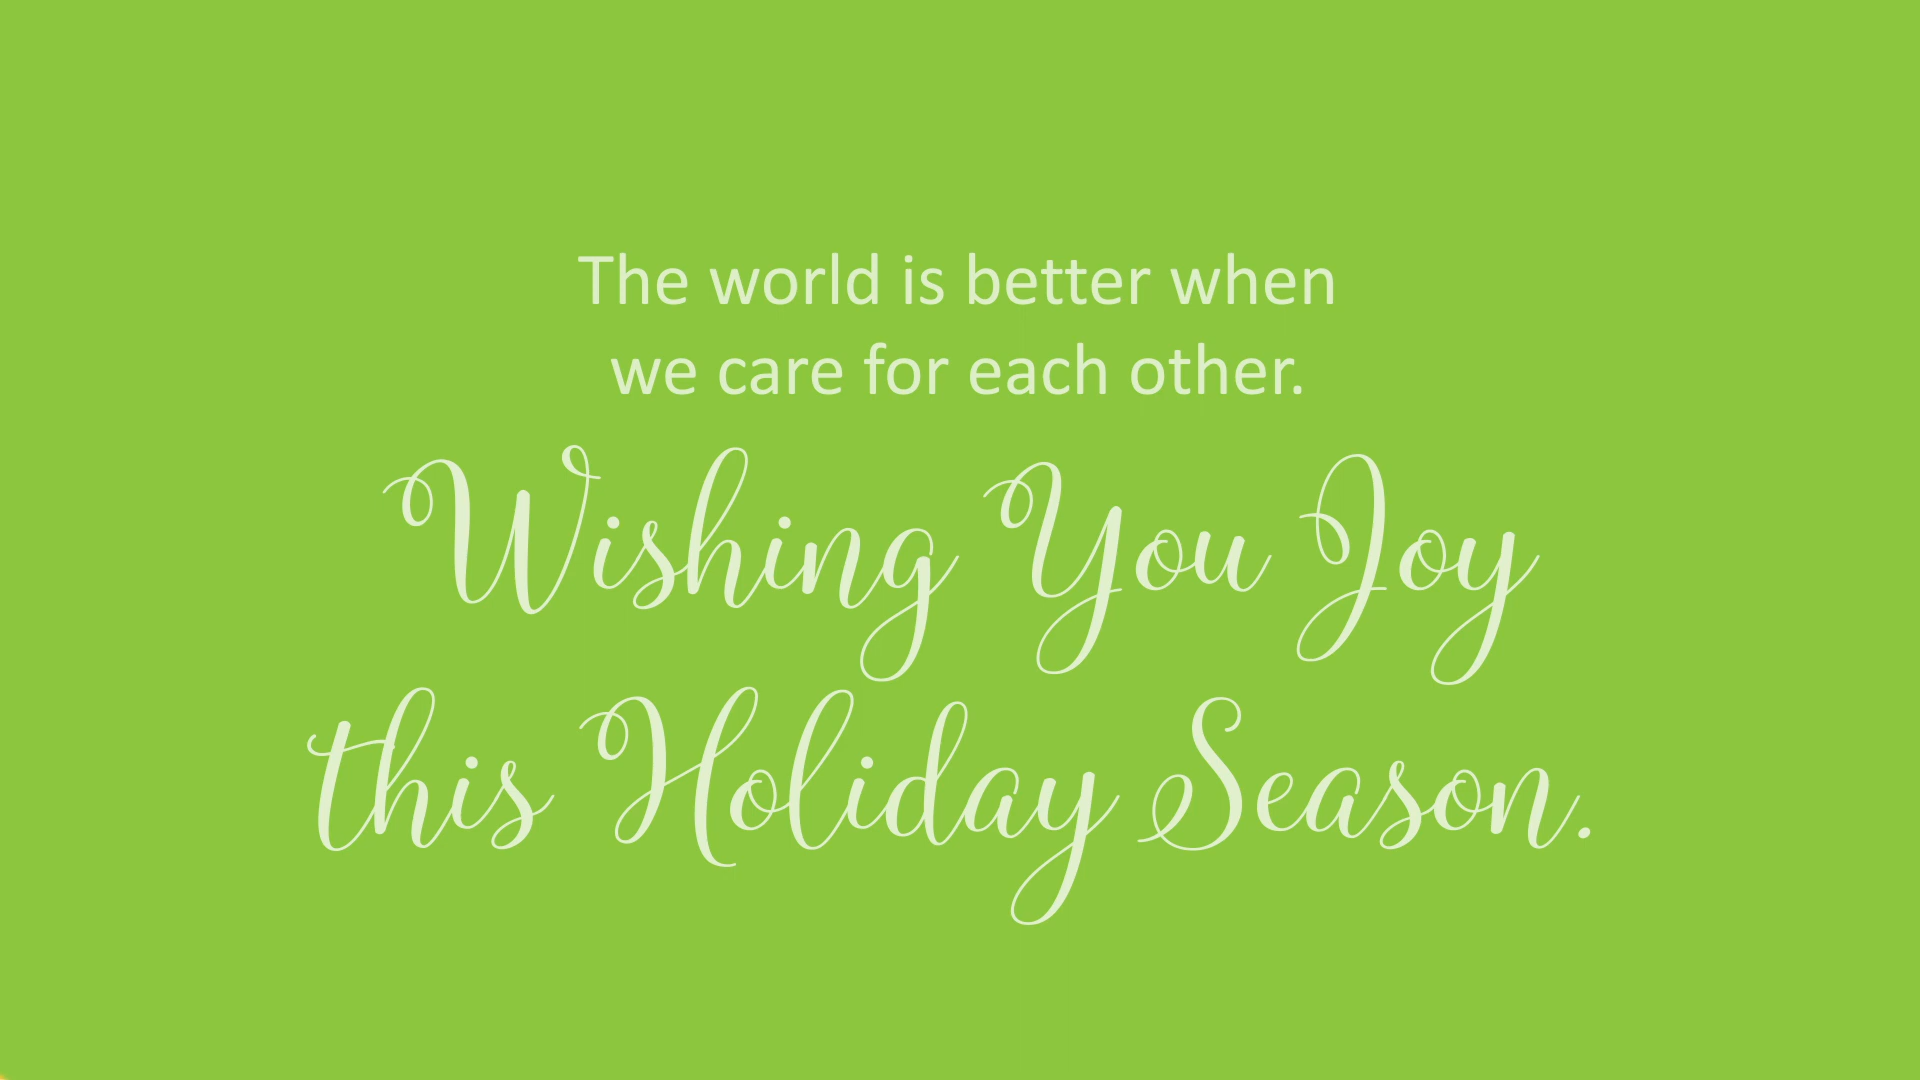 The world is better when
we care for each other.
Wishing You Joy
this Holiday Season.